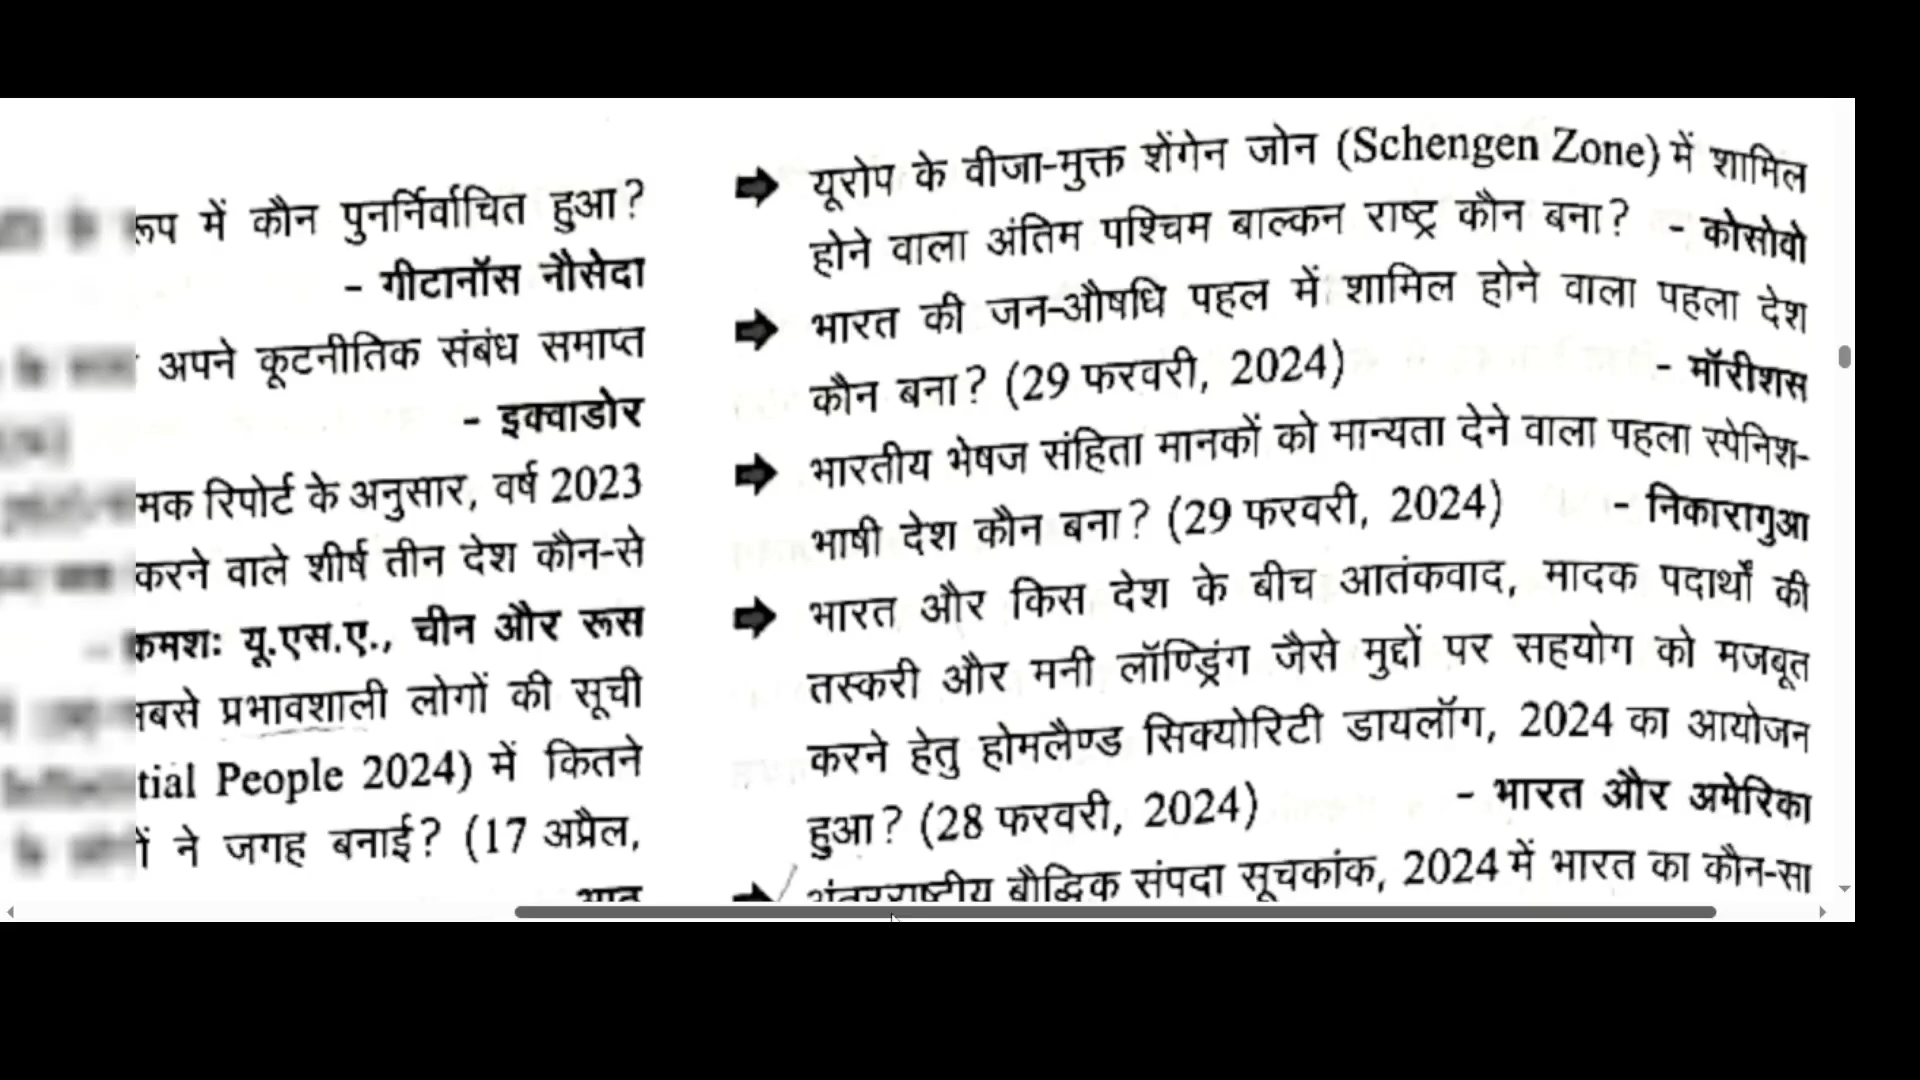 रूप में कौन पुनर्निर्वाचित हुआ?
- गीटानॉस नौसेदा
अपने कूटनीतिक संबंध समाप्त
- इक्वाडोर
मक रिपोर्ट के अनुसार, वर्ष 2023
करने वाले शीर्ष तीन देश कौन-से
क्रमशः यू.एस.ए., चीन और रूस
प्रभावशाली लोगों की सूची
tial People 2024) में कितने
ने जगह बनाई? (17 अप्रैल,
यूरोप के वीजा-मुक्त शेंगेन जोन (Schengen Zone) में शामिल
होने वाला अंतिम पश्चिम बाल्कन राष्ट्र कौन बना? - कोसोवो
भारत की जन-औषधि पहल में शामिल होने वाला पहला देश
कौन बना? (29 फरवरी, 2024) - मॉरीशस
भारतीय भेषज संहिता मानकों को मान्यता देने वाला पहला स्पेनिश-
भाषी देश कौन बना? (29 फरवरी, 2024) - निकारागुआ
भारत और किस देश के बीच आतंकवाद, मादक पदार्थों की
तस्करी और मनी लॉण्ड्रिंग जैसे मुद्दों पर सहयोग को मजबूत
करने हेतु होमलैण्ड सिक्योरिटी डायलॉग, 2024 का आयोजन
हुआ? (28 फरवरी, 2024) - भारत और अमेरिका
अंतरराष्ट्रीय बौद्धिक संपदा सूचकांक, 2024 में भारत का कौन-सा